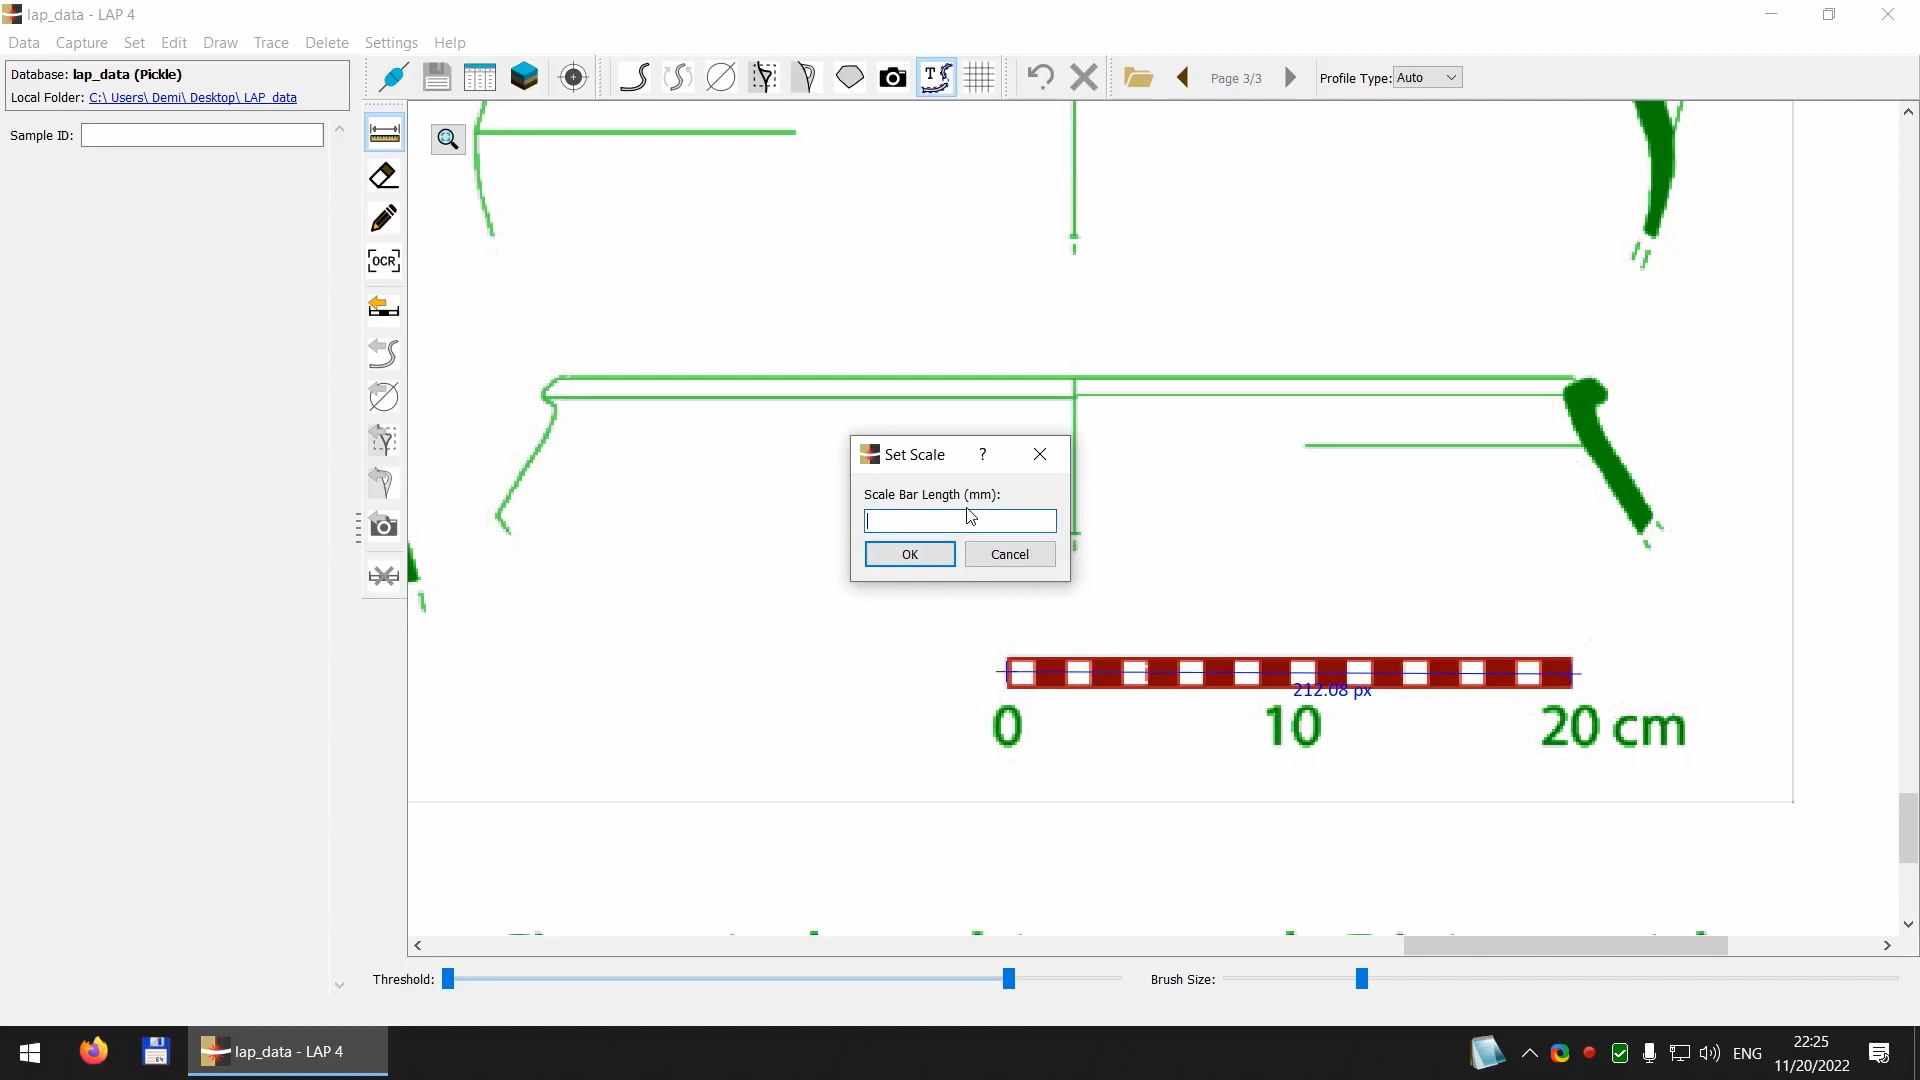 lap_data - LAP 4
Data Capture Set Edit Draw Trace Delete Settings Help
Database: lap_data (Pickle)
Local Folder: C:\ Users\ Demi\ Desktop\ LAP_data
Page 3/3
Profile Type: Auto
Sample ID:
OCR
Set Scale ?
Scale Bar Length (mm):
OK Cancel
212.08 px
0 10 20 cm
Threshold: Brush Size:
64
lap_data - LAP 4
ENG
22:25
11/20/2022